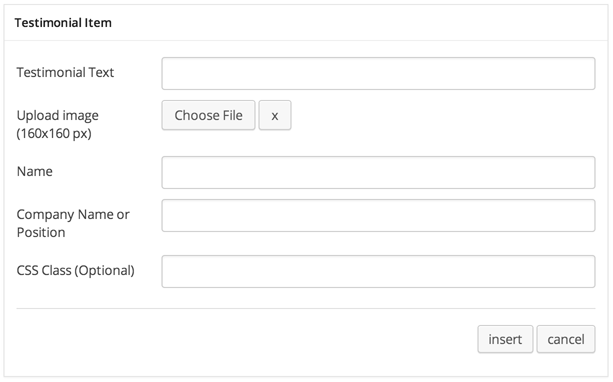 Testimonial Item
Testimonial Text
Upload image
(160x160 px)
Choose File
x
Name
Company Name or
Position
CSS Class (Optional)
insert
cancel